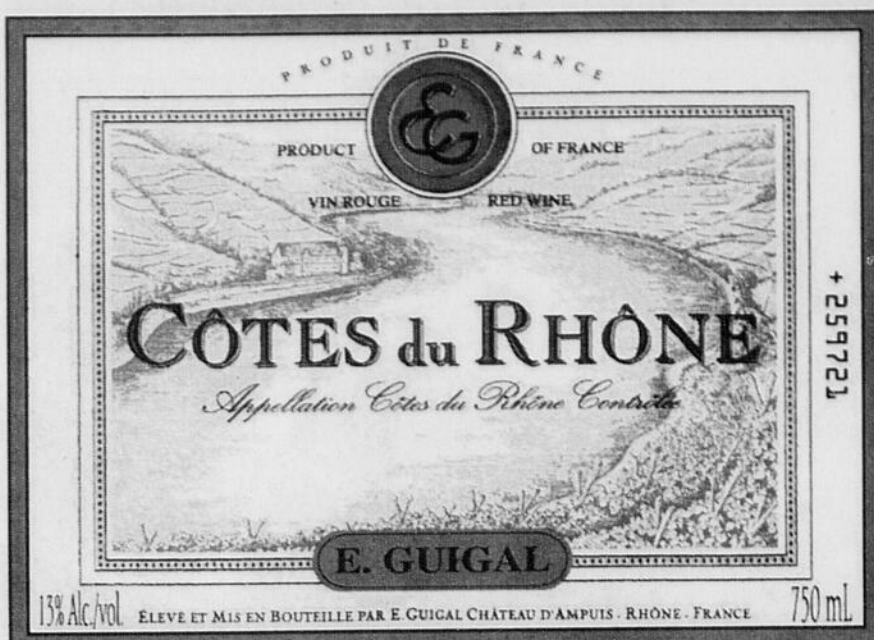 PRODUIT DE FRANCE
EG
PRODUCT OF FRANCE
VIN ROUGE RED WINE
CÔTES du RHÔNE
Appellation Côtes du Rhône Contrôlée
E. GUIGAL
13% Alc./vol. ÉLEVÉ ET MIS EN BOUTEILLE PAR E. GUIGAL CHÂTEAU D'AMPUIS - RHÔNE - FRANCE 750 mL
+ 259721